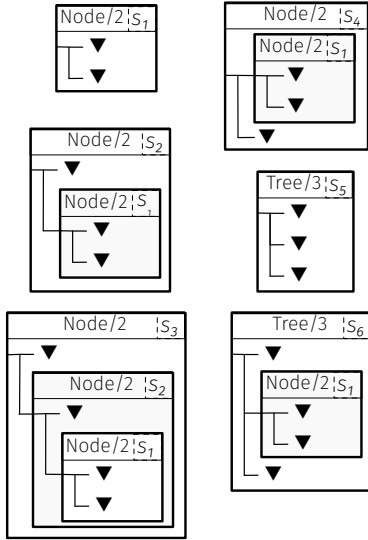 Node/2 S1
Node/2 S4
Node/2 S1
Node/2 S2
Node/2 S1
Tree/3 S5
Node/2 S3
Node/2 S2
Node/2 S1
Tree/3 S6
Node/2 S1